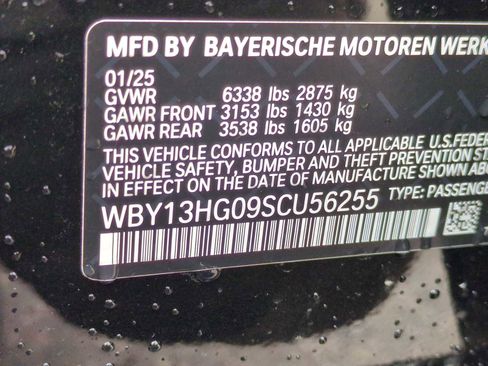 MFD BY BAYERISCHE MOTOREN WERK
01/25
GVWR 6338 lbs 2875 kg
GAWR FRONT 3153 lbs 1430 kg
GAWR REAR 3538 lbs 1605 kg
THIS VEHICLE CONFORMS TO ALL APPLICABLE U.S.FEDER
VEHICLE SAFETY, BUMPER AND THEFT PREVENTION ST
IN EFFECT ON THE DATE OF MANUFACTURE SHOWN AB
WBY13HG09SCU56255 TYPE: PASSENGE